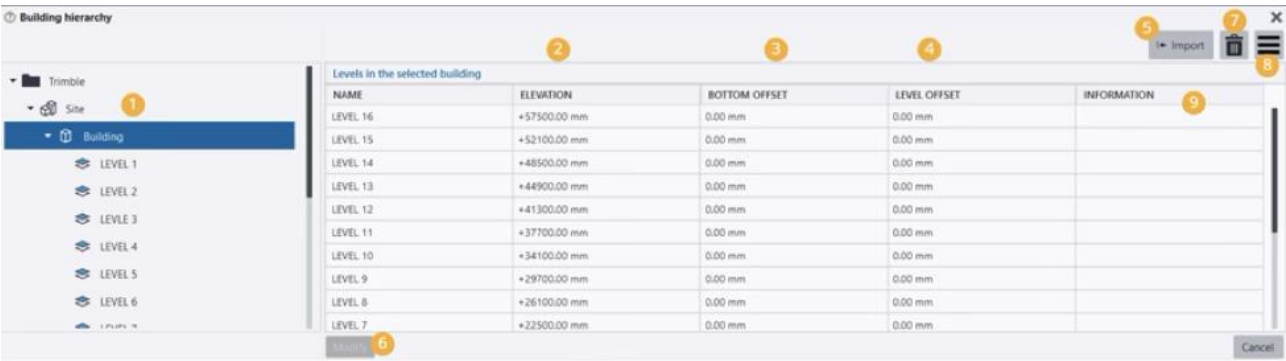 Building hierarchy
5 Import 7
8
1
Trimble
Site
Building
LEVEL 1
LEVEL 2
LEVLE 3
LEVEL 4
LEVEL 5
LEVEL 6
2 3 4
Levels in the selected building
NAME ELEVATION BOTTOM OFFSET LEVEL OFFSET INFORMATION
9
LEVEL 16 +57500.00 mm 0.00 mm 0.00 mm
LEVEL 15 +52100.00 mm 0.00 mm 0.00 mm
LEVEL 14 +48500.00 mm 0.00 mm 0.00 mm
LEVEL 13 +44900.00 mm 0.00 mm 0.00 mm
LEVEL 12 +41300.00 mm 0.00 mm 0.00 mm
LEVEL 11 +37700.00 mm 0.00 mm 0.00 mm
LEVEL 10 +34100.00 mm 0.00 mm 0.00 mm
LEVEL 9 +29700.00 mm 0.00 mm 0.00 mm
LEVEL 8 +26100.00 mm 0.00 mm 0.00 mm
LEVEL 7 +22500.00 mm 0.00 mm 0.00 mm
Modify 6 Cancel